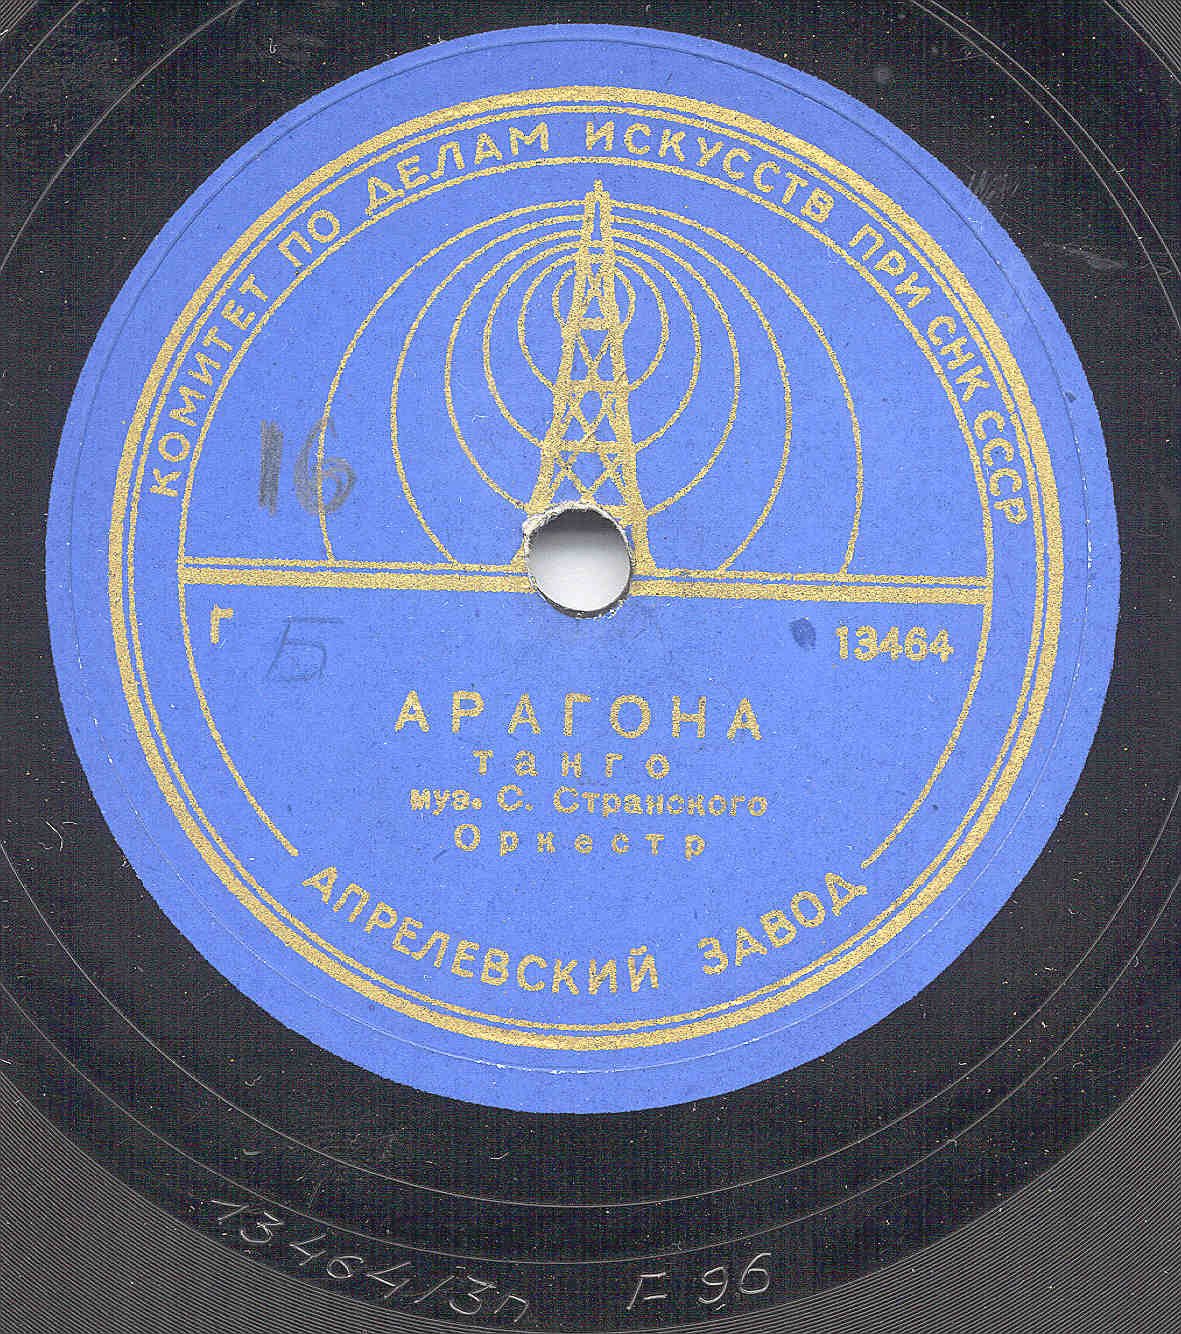 КОМИТЕТ ПО ДЕЛАМ ИСКУССТВ ПРИ СНК СССР
16
Г
Б
13464
АРАГОНА
танго
муз. С. Странского
Оркестр
АПРЕЛЕВСКИЙ ЗАВОД
13464/3п F 96